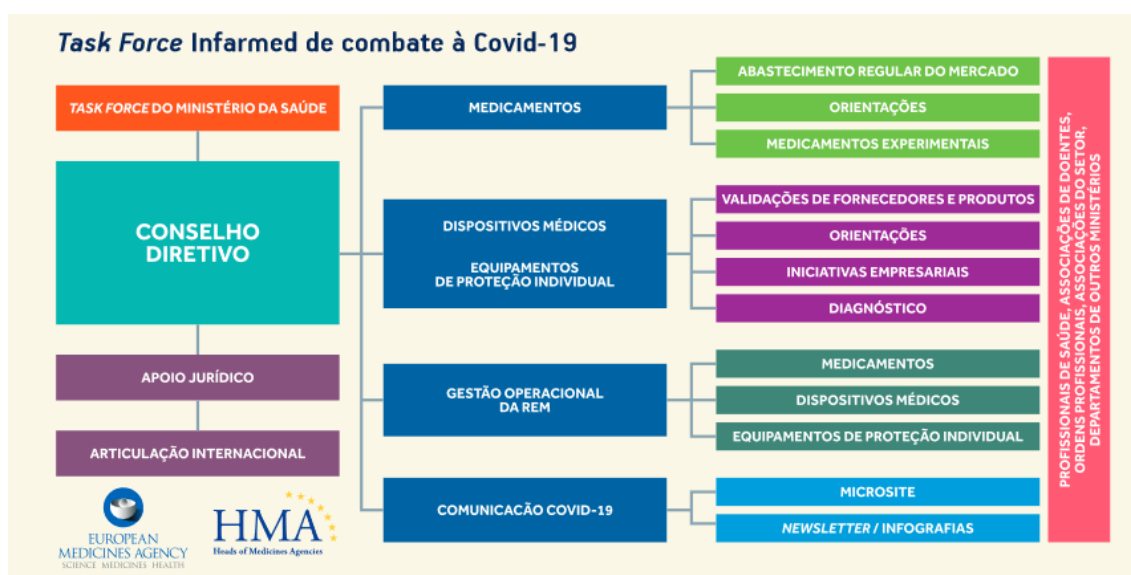 Task Force Infarmed de combate à Covid-19
TASK FORCE DO MINISTÉRIO DA SAÚDE
CONSELHO
DIRETIVO
APOIO JURÍDICO
ARTICULAÇÃO INTERNACIONAL
EUROPEAN
MEDICINES AGENCY
SCIENCE MEDICINES HEALTH
HMA
Heads of Medicines Agencies
MEDICAMENTOS
ABASTECIMENTO REGULAR DO MERCADO
ORIENTAÇÕES
MEDICAMENTOS EXPERIMENTAIS
DISPOSITIVOS MÉDICOS
EQUIPAMENTOS
DE PROTEÇÃO INDIVIDUAL
VALIDAÇÕES DE FORNECEDORES E PRODUTOS
ORIENTAÇÕES
INICIATIVAS EMPRESARIAIS
DIAGNÓSTICO
GESTÃO OPERACIONAL
DA REM
MEDICAMENTOS
DISPOSITIVOS MÉDICOS
EQUIPAMENTOS DE PROTEÇÃO INDIVIDUAL
COMUNICACÃO COVID-19
MICROSITE
NEWSLETTER / INFOGRAFIAS
PROFISSIONAIS DE SAÚDE, ASSOCIAÇÕES DE DOENTES,
ORDENS PROFISSIONAIS, ASSOCIAÇÕES DO SETOR,
DEPARTAMENTOS DE OUTROS MINISTÉRIOS